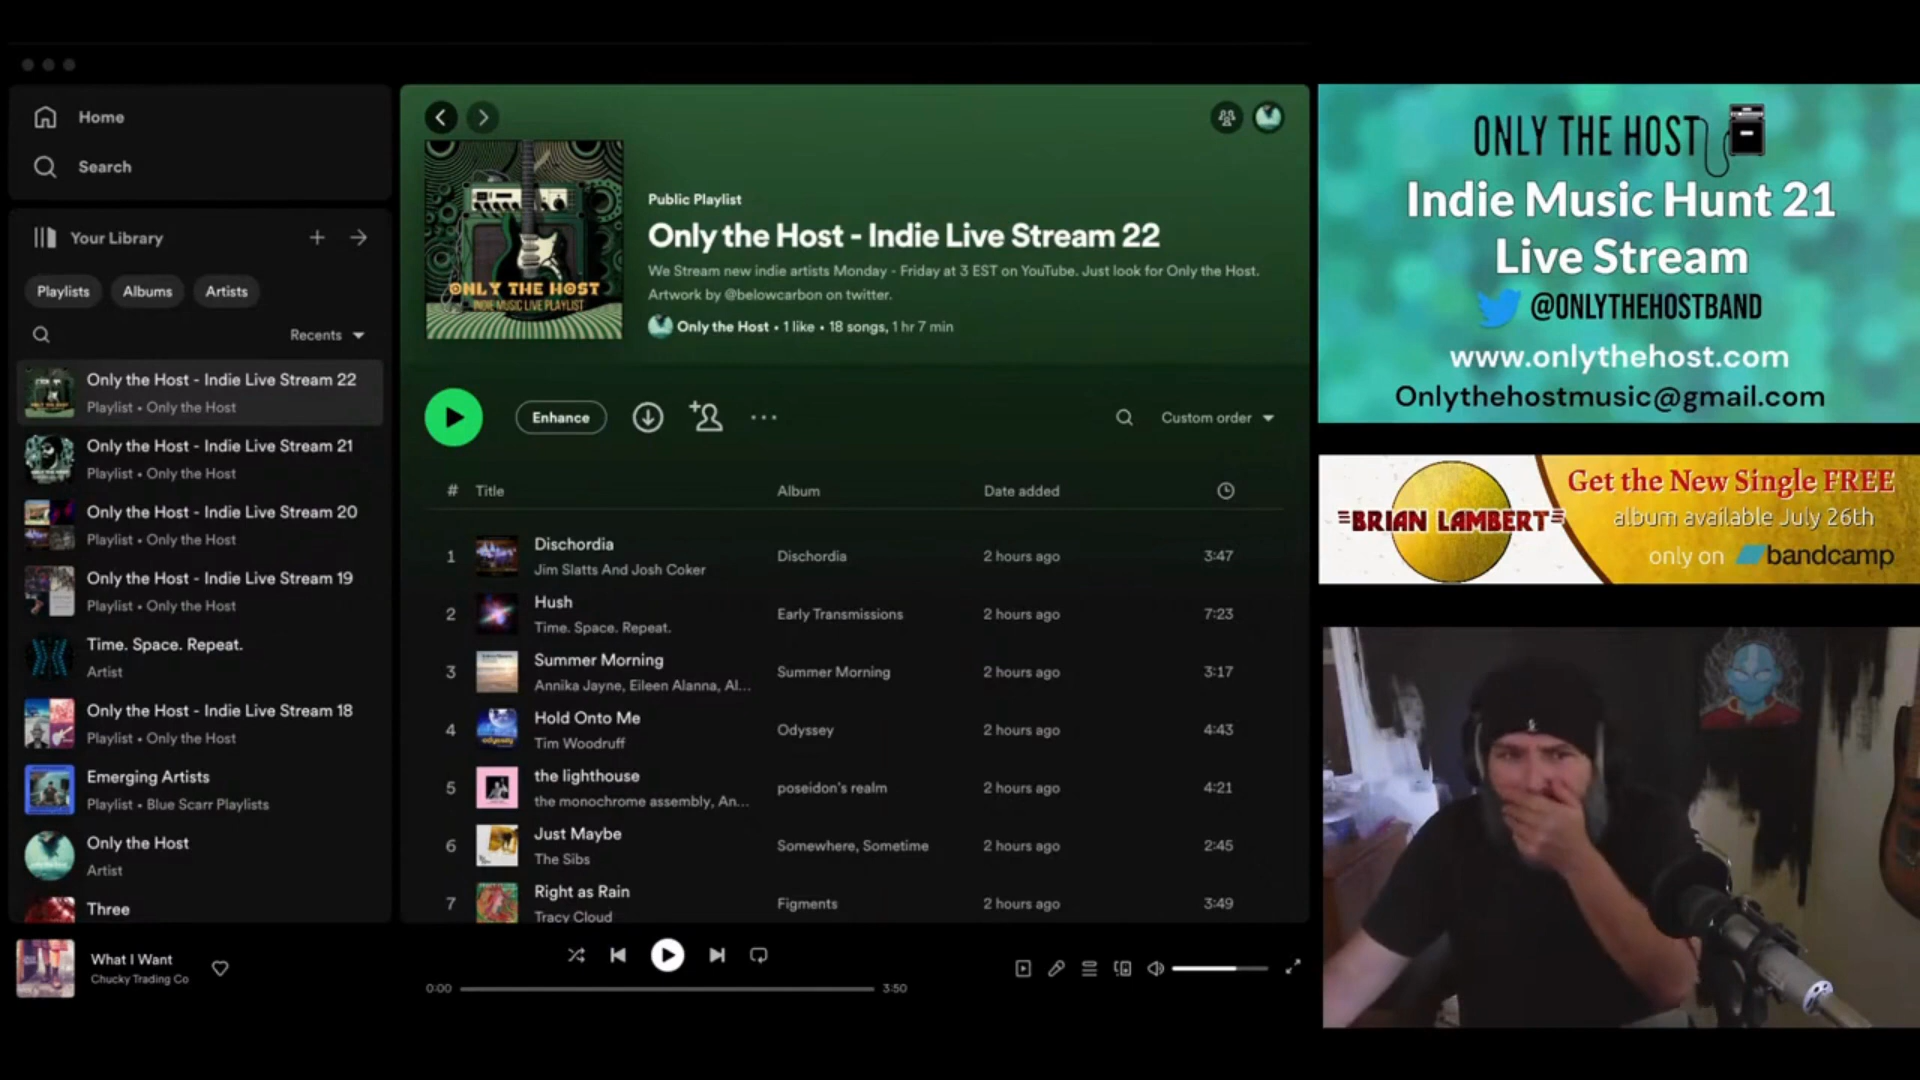 Home
Search
Your Library
Playlists
Albums
Artists
Recents
Only the Host - Indie Live Stream 22
Playlist • Only the Host
Only the Host - Indie Live Stream 21
Playlist • Only the Host
Only the Host - Indie Live Stream 20
Playlist • Only the Host
Only the Host - Indie Live Stream 19
Playlist • Only the Host
Time. Space. Repeat.
Artist
Only the Host - Indie Live Stream 18
Playlist • Only the Host
Emerging Artists
Playlist • Blue Scarr Playlists
Only the Host
Artist
Three
What I Want
Chucky Trading Co
ONLY THE HOST
INDIE MUSIC LIVE PLAYLIST
Public Playlist
Only the Host - Indie Live Stream 22
We Stream new indie artists Monday - Friday at 3 EST on YouTube. Just look for Only the Host.
Artwork by @belowcarbon on twitter.
Only the Host • 1 like • 18 songs, 1 hr 7 min
Enhance
Custom order
# Title Album Date added
1 Dischordia Dischordia 2 hours ago 3:47
Jim Slatts And Josh Coker
2 Hush Early Transmissions 2 hours ago 7:23
Time. Space. Repeat.
3 Summer Morning Summer Morning 2 hours ago 3:17
Annika Jayne, Eileen Alanna, Al...
4 Hold Onto Me Odyssey 2 hours ago 4:43
Tim Woodruff
5 the lighthouse poseidon's realm 2 hours ago 4:21
the monochrome assembly, An...
6 Just Maybe Somewhere, Sometime 2 hours ago 2:45
The Sibs
7 Right as Rain Figments 2 hours ago 3:49
Tracy Cloud
0:00 3:50
ONLY THE HOST
Indie Music Hunt 21
Live Stream
@ONLYTHEHOSTBAND
www.onlythehost.com
Onlythehostmusic@gmail.com
BRIAN LAMBERT
Get the New Single FREE
album available July 26th
only on bandcamp